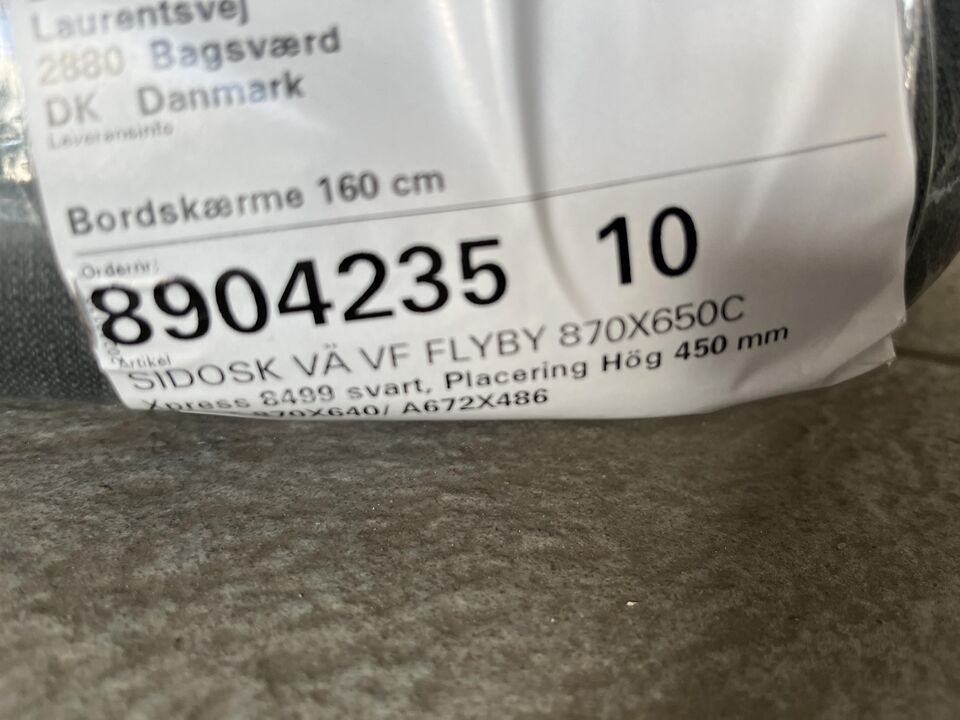 Laurentsvej
2880 Bagsværd
DK Danmark
Leveransinfo
Bordskærme 160 cm
Ordernr:
8904235 10
Artikel
SIDOSK VÄ VF FLYBY 870X650C
Xpress 8499 svart, Placering Hög 450 mm
870X640/ A672X486